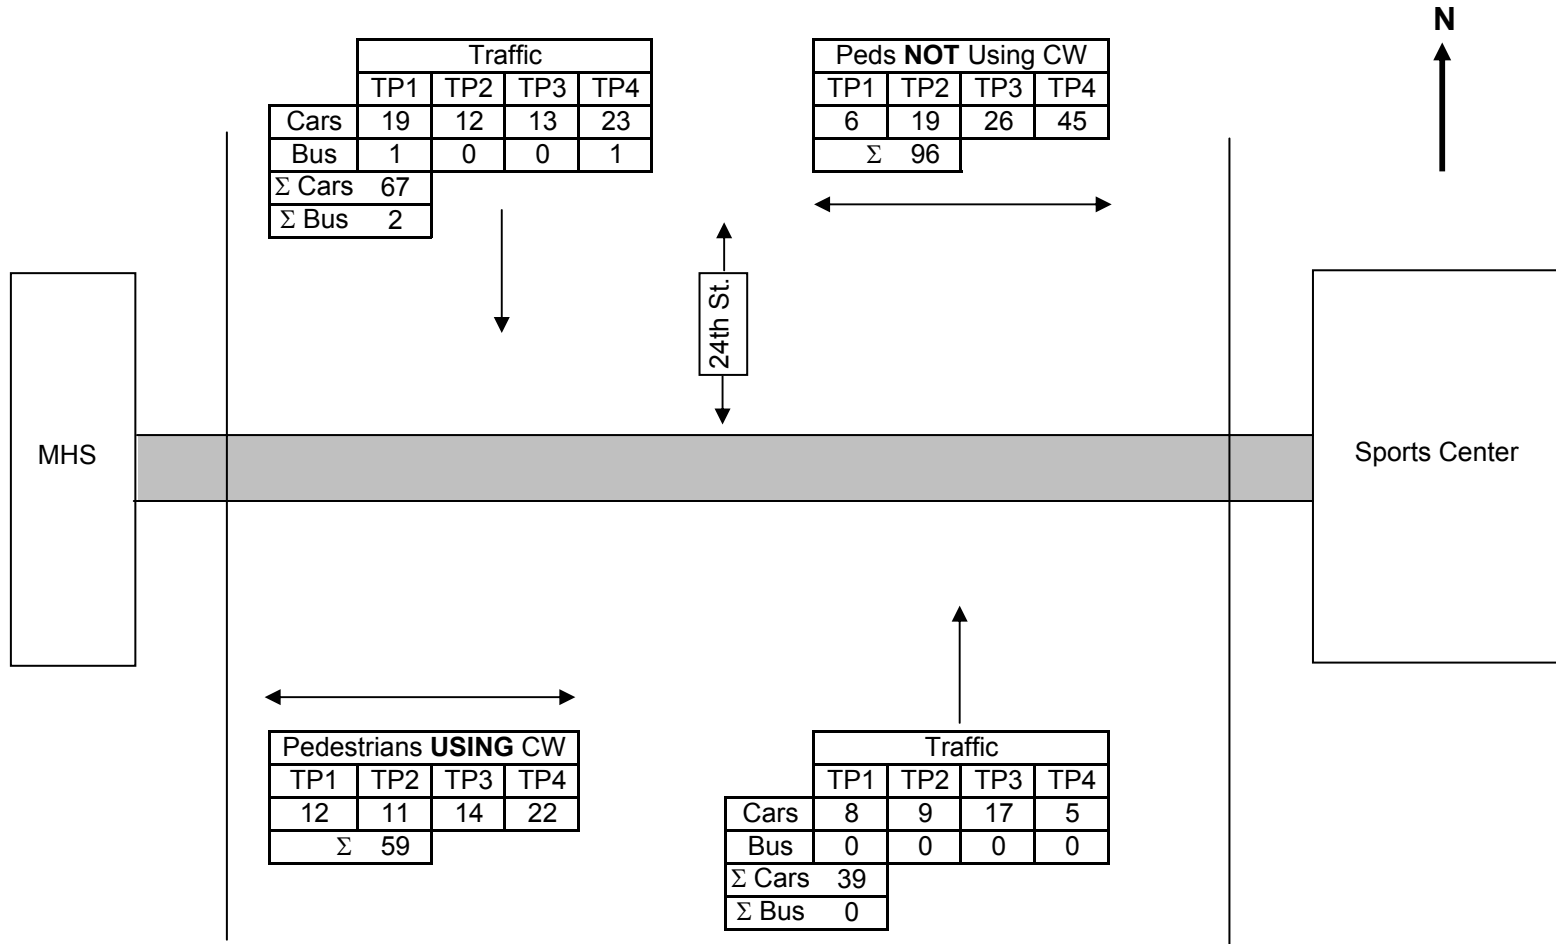 N
Traffic
TP1 TP2 TP3 TP4
Cars 19 12 13 23
Bus 1 0 0 1
Σ Cars 67
Σ Bus 2
Peds NOT Using CW
TP1 TP2 TP3 TP4
6 19 26 45
Σ 96
24th St.
MHS
Sports Center
Pedestrians USING CW
TP1 TP2 TP3 TP4
12 11 14 22
Σ 59
Traffic
TP1 TP2 TP3 TP4
Cars 8 9 17 5
Bus 0 0 0 0
Σ Cars 39
Σ Bus 0